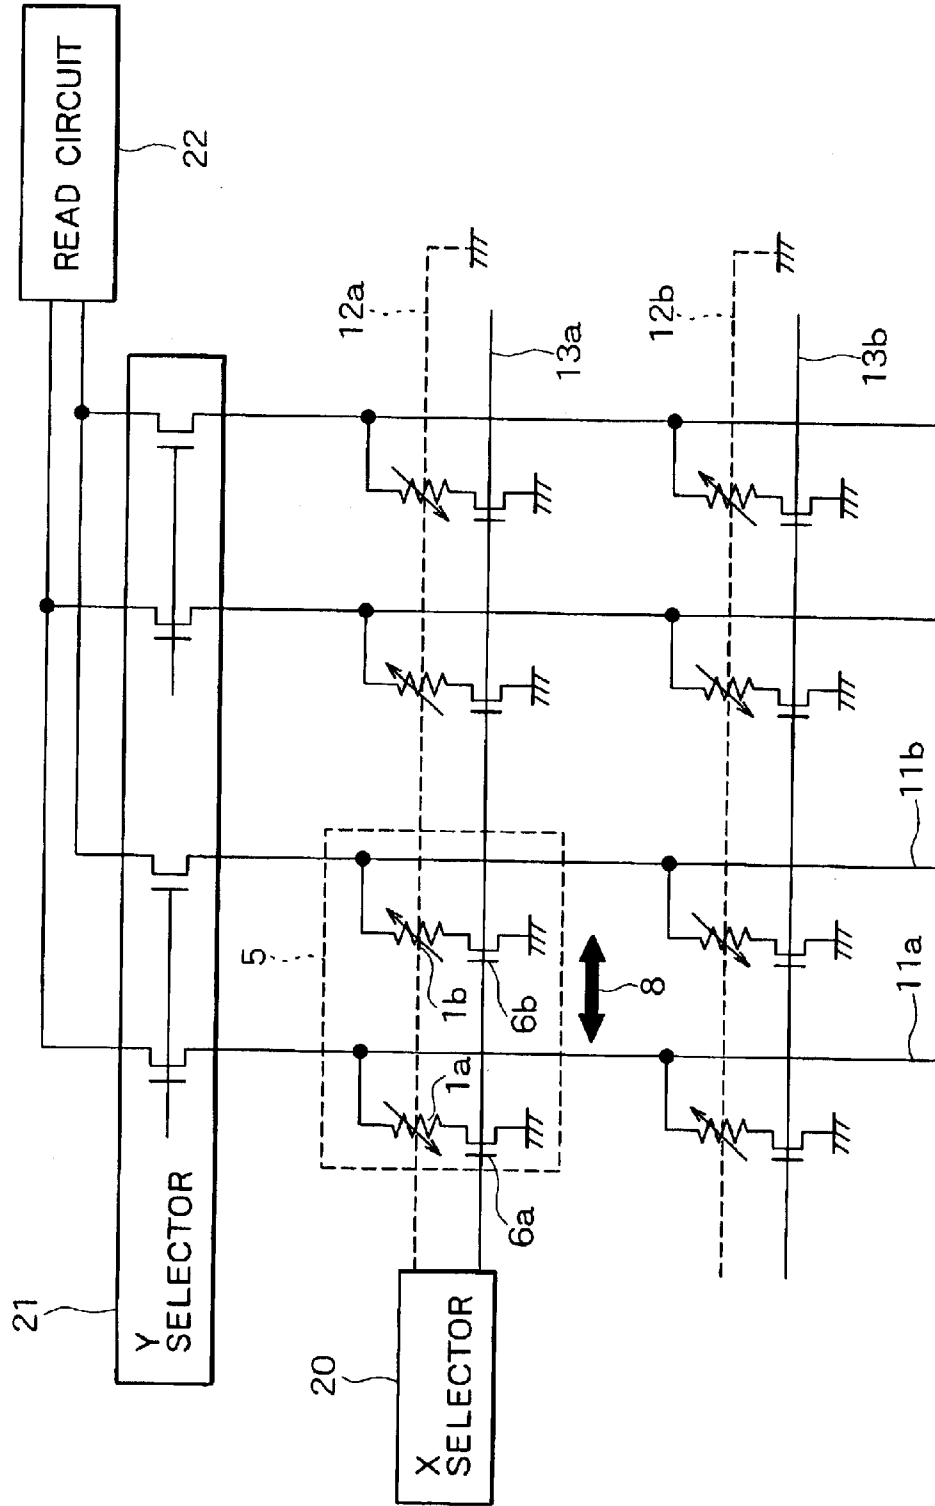 READ CIRCUIT
22
21
Y
SELECTOR
12a
13a
12b
13b
5
1b
6b
8
1a
6a
11b
11a
20
X
SELECTOR